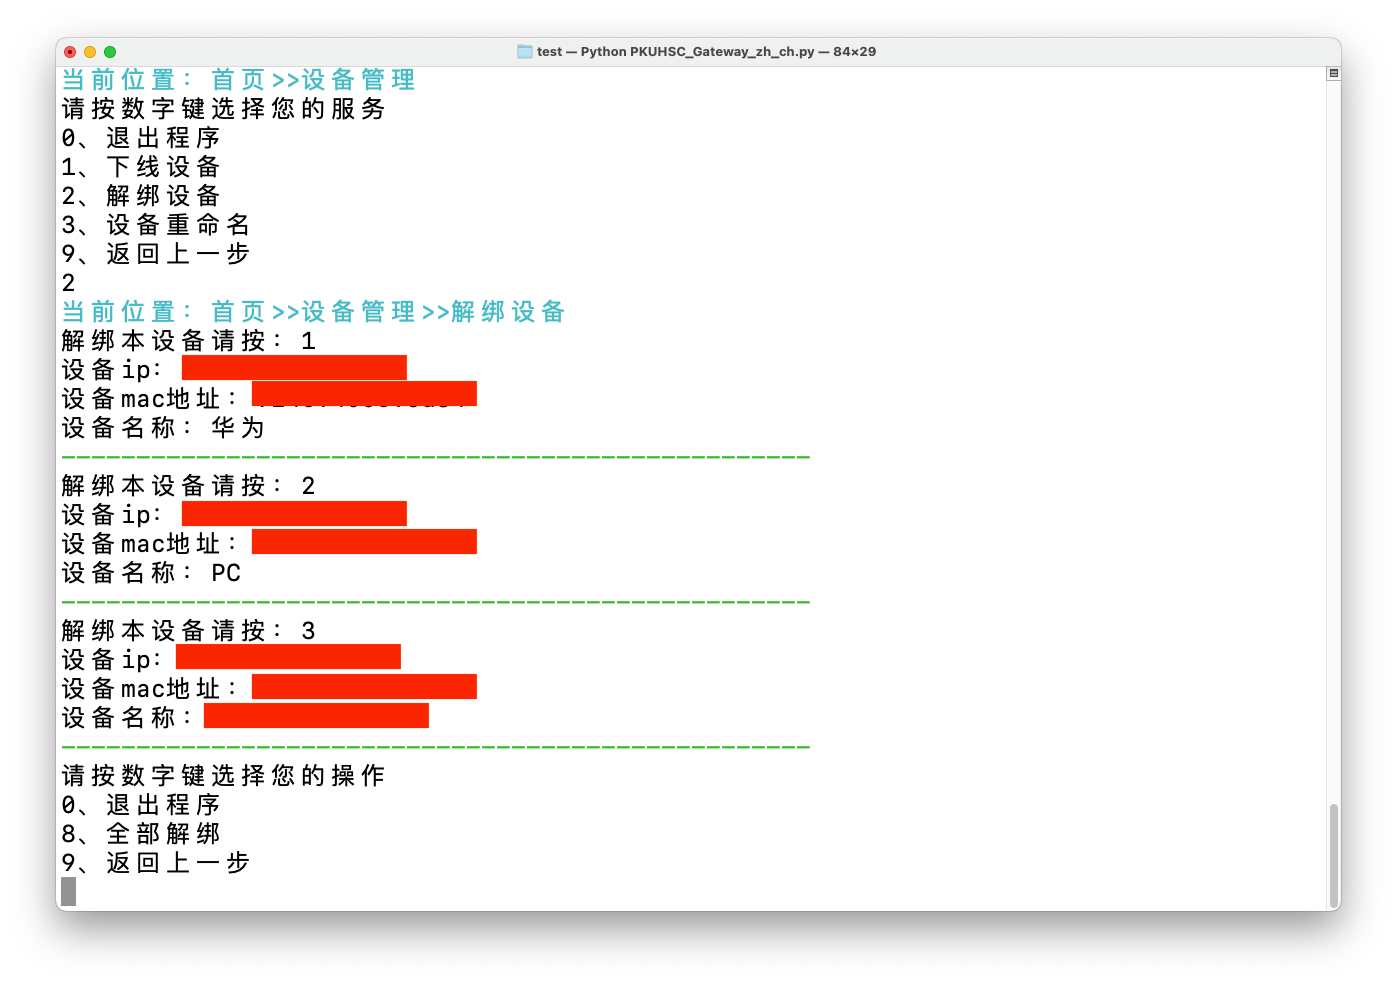 test — Python PKUHSC_Gateway_zh_ch.py — 84×29
当前位置：首页>>设备管理
请按数字键选择您的服务
0、退出程序
1、下线设备
2、解绑设备
3、设备重命名
9、返回上一步
2
当前位置：首页>>设备管理>>解绑设备
解绑本设备请按：1
设备ip：
设备mac地址：
设备名称：华为
--------------------------------------------------
解绑本设备请按：2
设备ip：
设备mac地址：
设备名称：PC
--------------------------------------------------
解绑本设备请按：3
设备ip：
设备mac地址：
设备名称：
--------------------------------------------------
请按数字键选择您的操作
0、退出程序
8、全部解绑
9、返回上一步